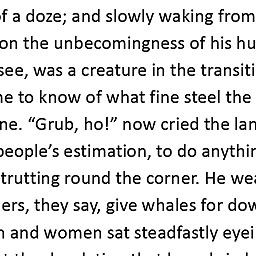 of a doze; and slowly waking from
on the unbecomingness of his hu
see, was a creature in the transiti
ne to know of what fine steel the
ne. “Grub, ho!” now cried the lan
people’s estimation, to do anythin
trutting round the corner. He wea
ers, they say, give whales for dow
n and women sat steadfastly eyei